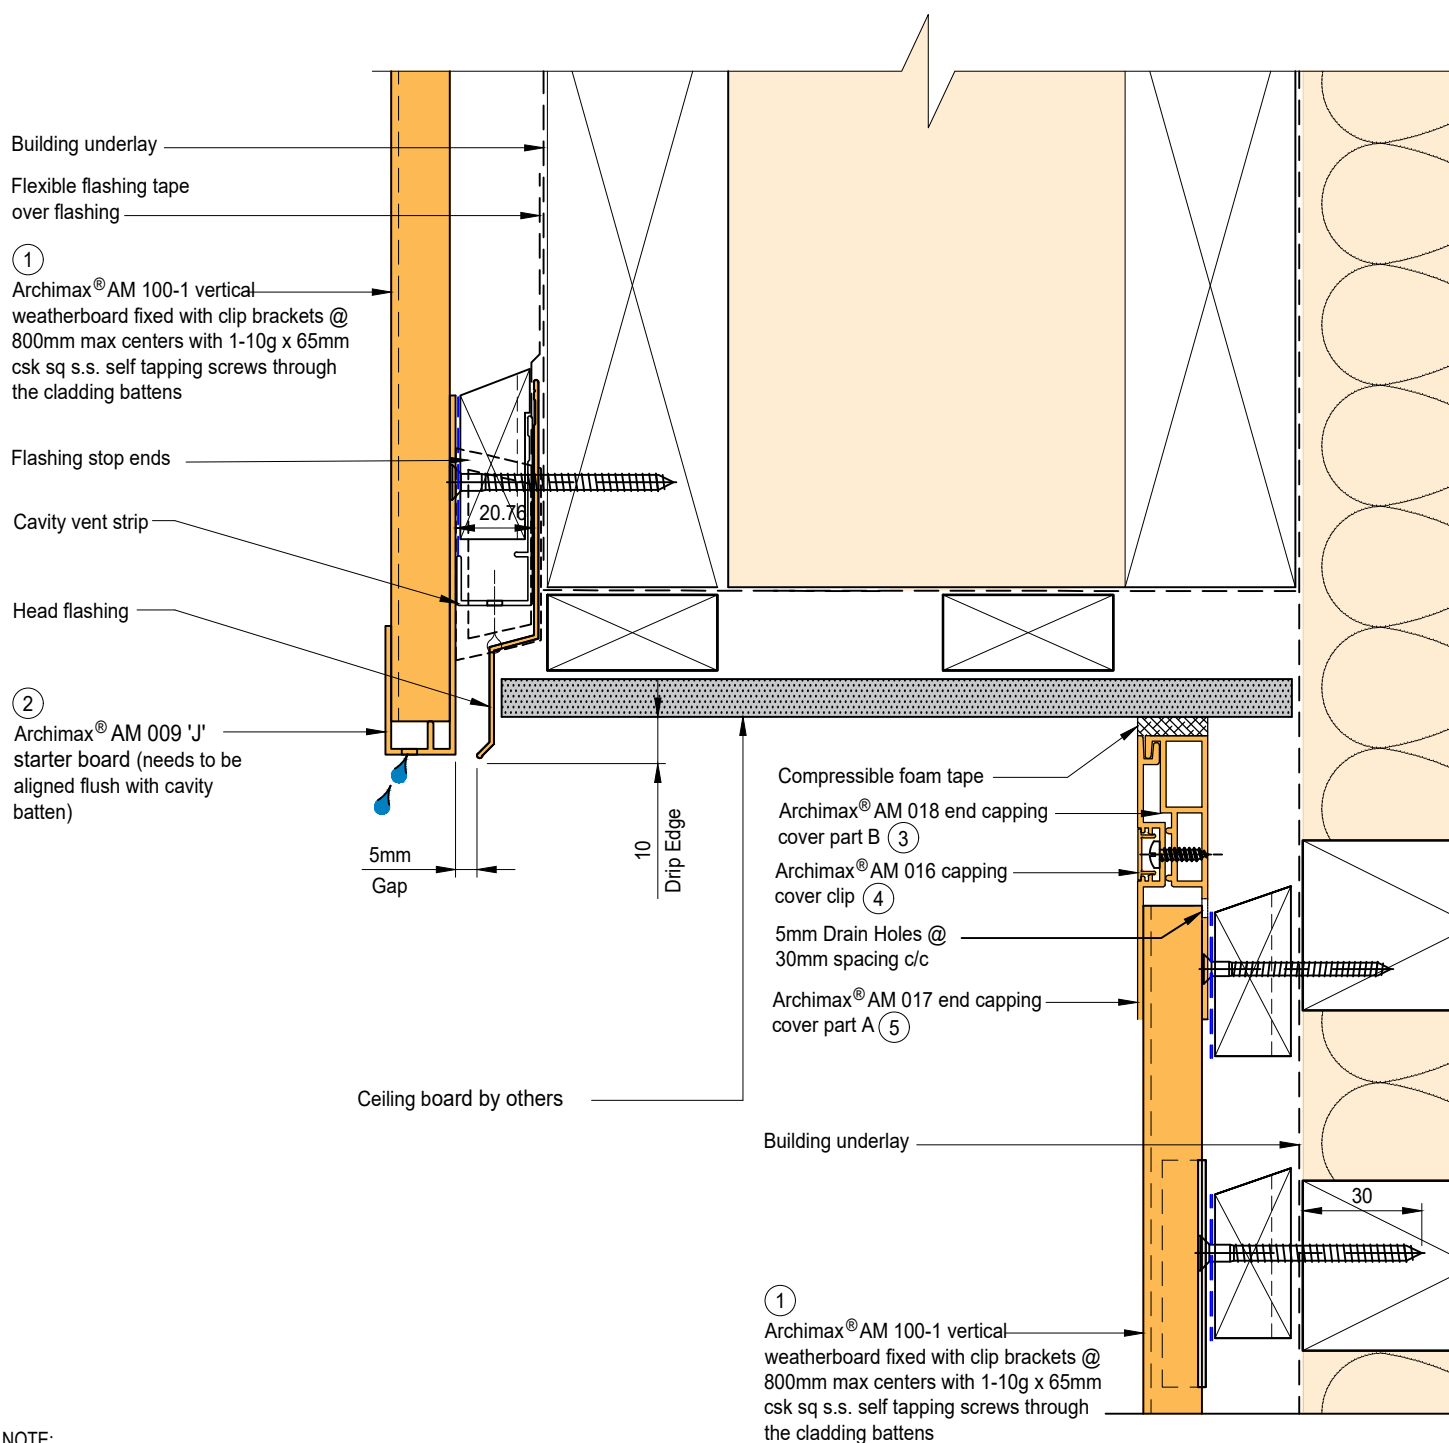 Building underlay
Flexible flashing tape
over flashing
1
Archimax® AM 100-1 vertical
weatherboard fixed with clip brackets @
800mm max centers with 1-10g x 65mm
csk sq s.s. self tapping screws through
the cladding battens
Flashing stop ends
20.76
Cavity vent strip
Head flashing
2
Archimax® AM 009 'J'
starter board (needs to be
aligned flush with cavity
batten)
5mm
Gap
10
Drip Edge
Compressible foam tape
Archimax® AM 018 end capping
cover part B 3
Archimax® AM 016 capping
cover clip 4
5mm Drain Holes @
30mm spacing c/c
Archimax® AM 017 end capping
cover part A 5
Ceiling board by others
Building underlay
30
1
Archimax® AM 100-1 vertical
weatherboard fixed with clip brackets @
800mm max centers with 1-10g x 65mm
csk sq s.s. self tapping screws through
the cladding battens
NOTE: